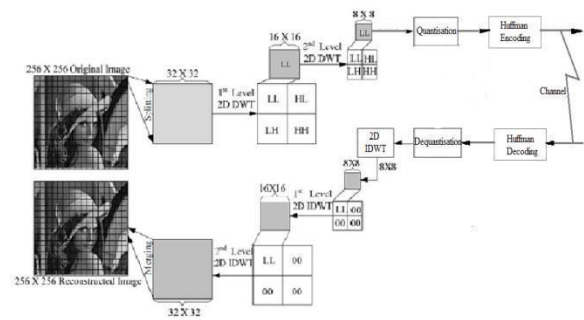 8 X 8
16 X 16
LL
2nd Level
2D DWT
LL
LL HL
LH HH
Quantisation
Huffman
Encoding
256 X 256 Original Image
32 X 32
Spliting
1st Level
2D DWT
LL HL
LH HH
Channel
2D
IDWT
Dequantisation
Huffman
Decoding
8X8
8X8
LL 00
00 00
1st Level
2D IDWT
16X16
LL 00
00 00
2nd Level
2D IDWT
Merging
32 X 32
256 X 256 Reconstructed Image